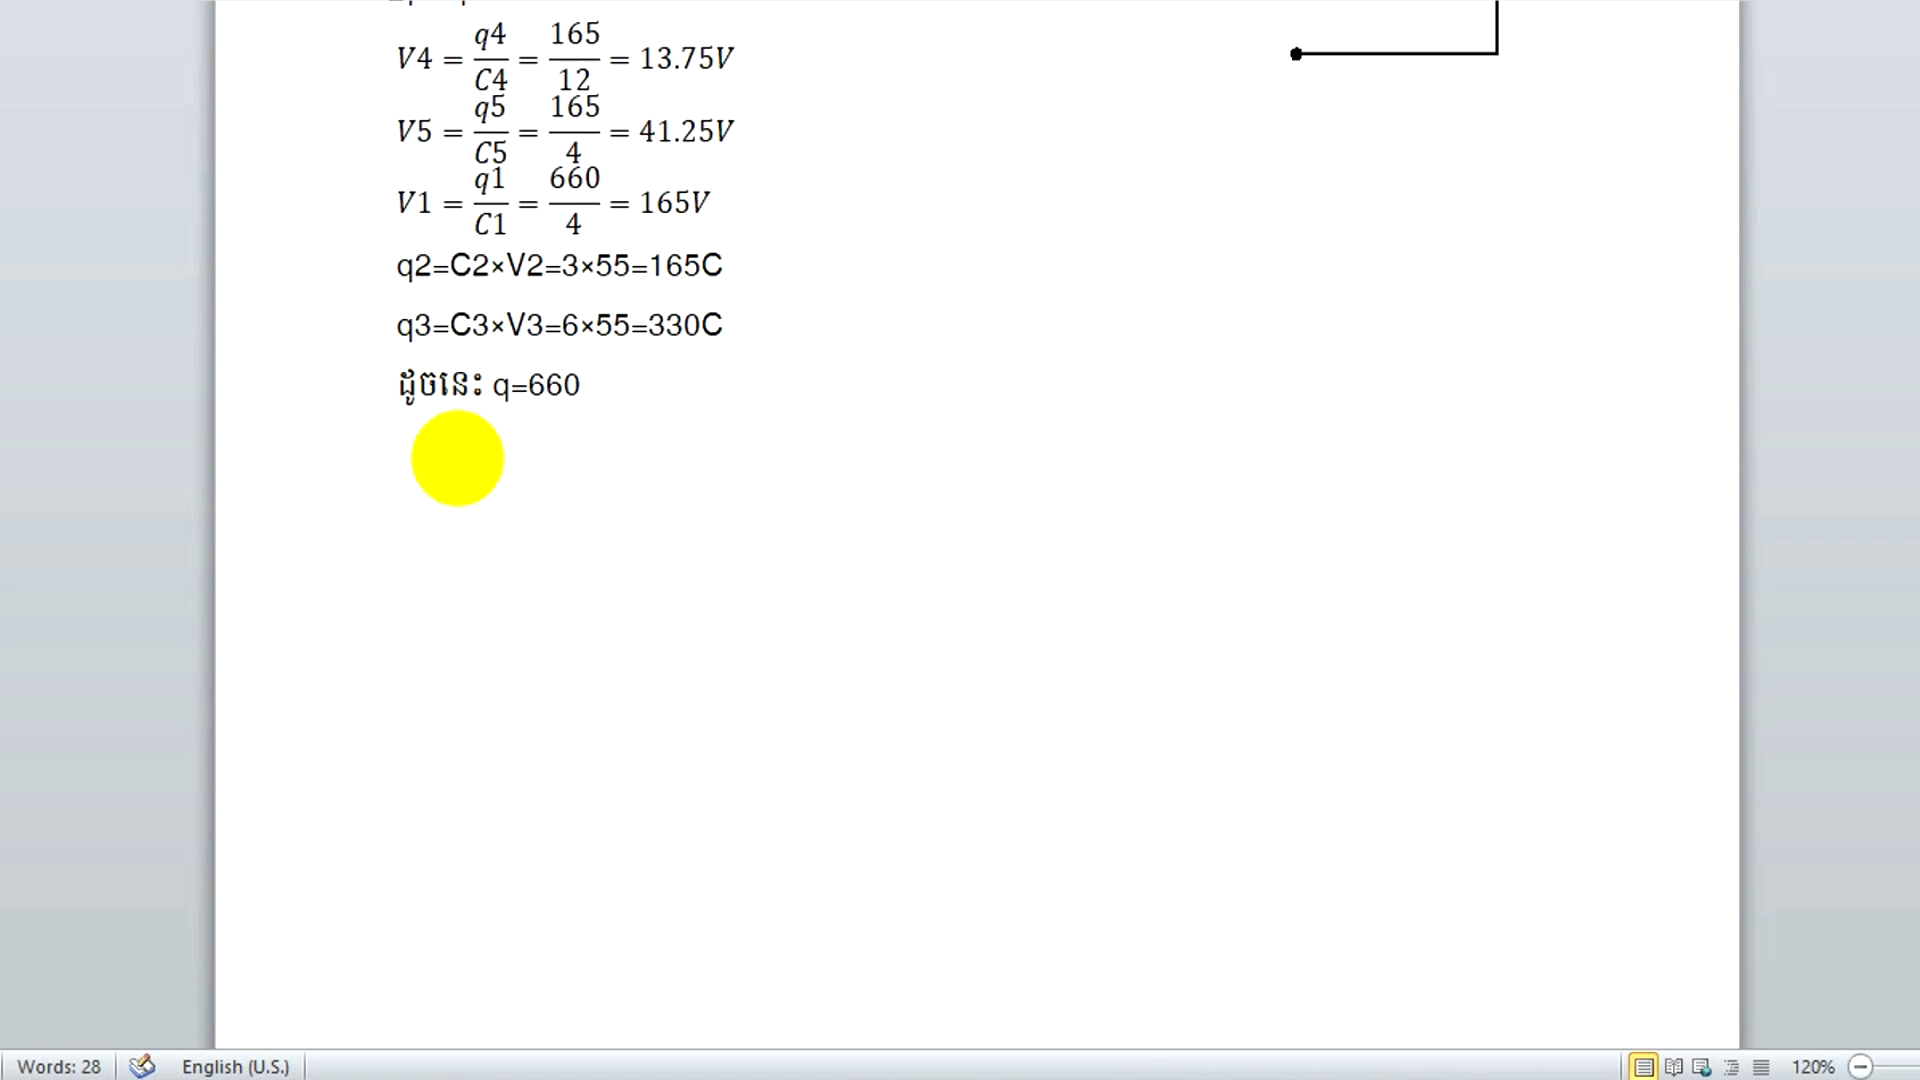 V4 = q4/C4 = 165/12 = 13.75V
V5 = q5/C5 = 165/4 = 41.25V
V1 = q1/C1 = 660/4 = 165V
q2=C2×V2=3×55=165C
q3=C3×V3=6×55=330C
ដូចនេះ q=660
Words: 28 English (U.S.) 120%